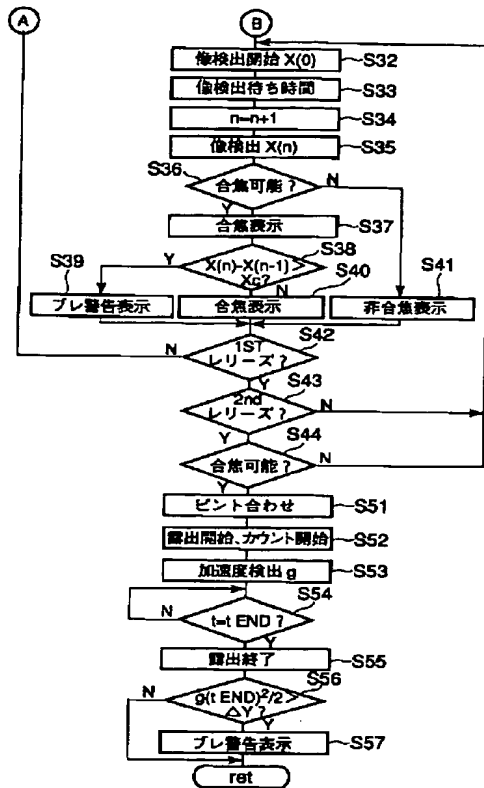 A
B
像検出開始 X(0)
S32
像検出待ち時間
S33
n=n+1
S34
像検出 X(n)
S35
S36
合焦可能?
N
Y
合焦表示
S37
S39
Y
X(n)-X(n-1)>
Xc?
S38
N
S40
S41
ブレ警告表示
合焦表示
非合焦表示
S42
N
1ST
レリーズ?
Y
S43
2nd
レリーズ?
N
Y
S44
合焦可能?
N
Y
ピント合わせ
S51
露出開始、カウント開始
S52
加速度検出 g
S53
S54
N
t=t END?
Y
露出終了
S55
S56
N
g(t END)²/2>
△Y?
Y
ブレ警告表示
S57
ret